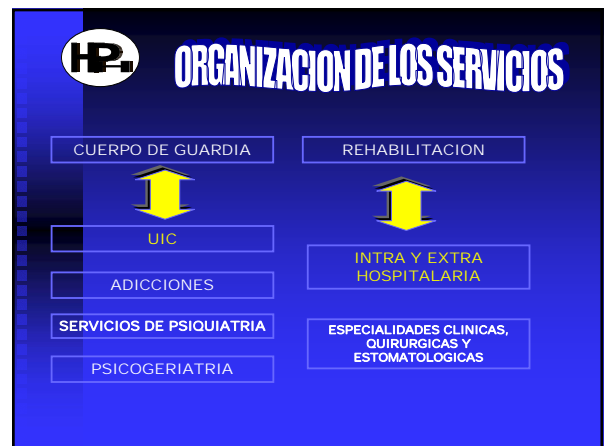 HP
ORGANIZACION DE LOS SERVICIOS
CUERPO DE GUARDIA
UIC
ADICCIONES
SERVICIOS DE PSIQUIATRIA
PSICOGERIATRIA
REHABILITACION
INTRA Y EXTRA
HOSPITALARIA
ESPECIALIDADES CLINICAS,
QUIRURGICAS Y
ESTOMATOLOGICAS